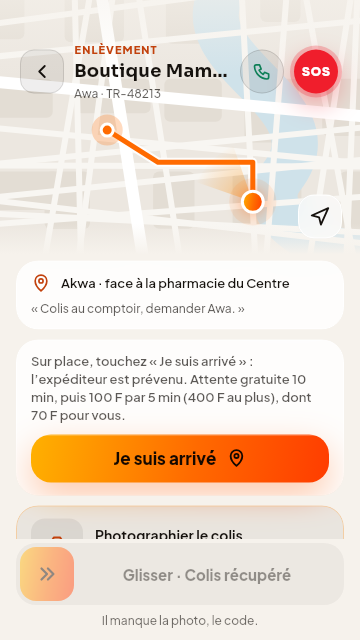 ENLÈVEMENT
Boutique Mam...
SOS
Awa · TR-48213
Akwa · face à la pharmacie du Centre
« Colis au comptoir, demander Awa. »
Sur place, touchez « Je suis arrivé » :
l'expéditeur est prévenu. Attente gratuite 10
min, puis 100 F par 5 min (400 F au plus), dont
70 F pour vous.
Je suis arrivé
Photographier le colis
Glisser · Colis récupéré
Il manque la photo, le code.